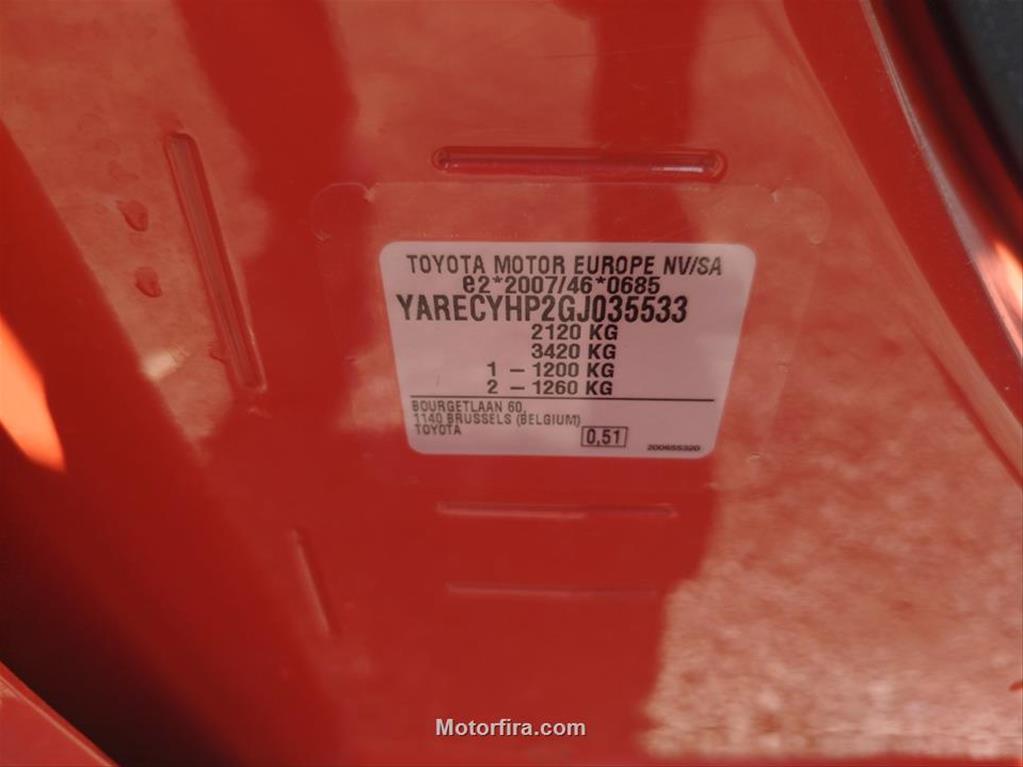 TOYOTA MOTOR EUROPE NV/SA
e2*2007/46*0685
YARECYHP2GJ035533
2120 KG
3420 KG
1 – 1200 KG
2 – 1260 KG
BOURGETLAAN 60,
1140 BRUSSELS (BELGIUM)
TOYOTA
0,51
200655320
Motorfira.com